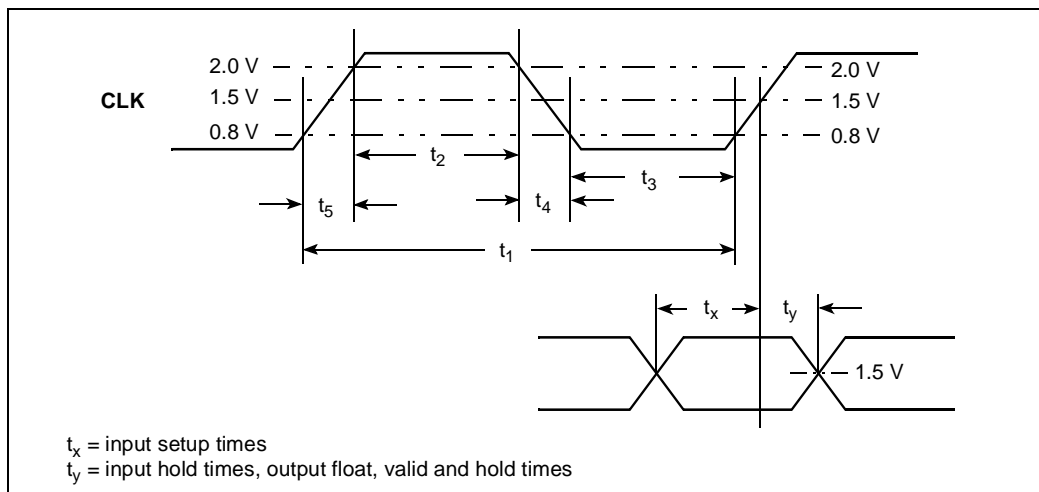 2.0 V 2.0 V
CLK 1.5 V 1.5 V
0.8 V 0.8 V
t2
t3
t5 t4
t1
tx ty
1.5 V
tx = input setup times
ty = input hold times, output float, valid and hold times